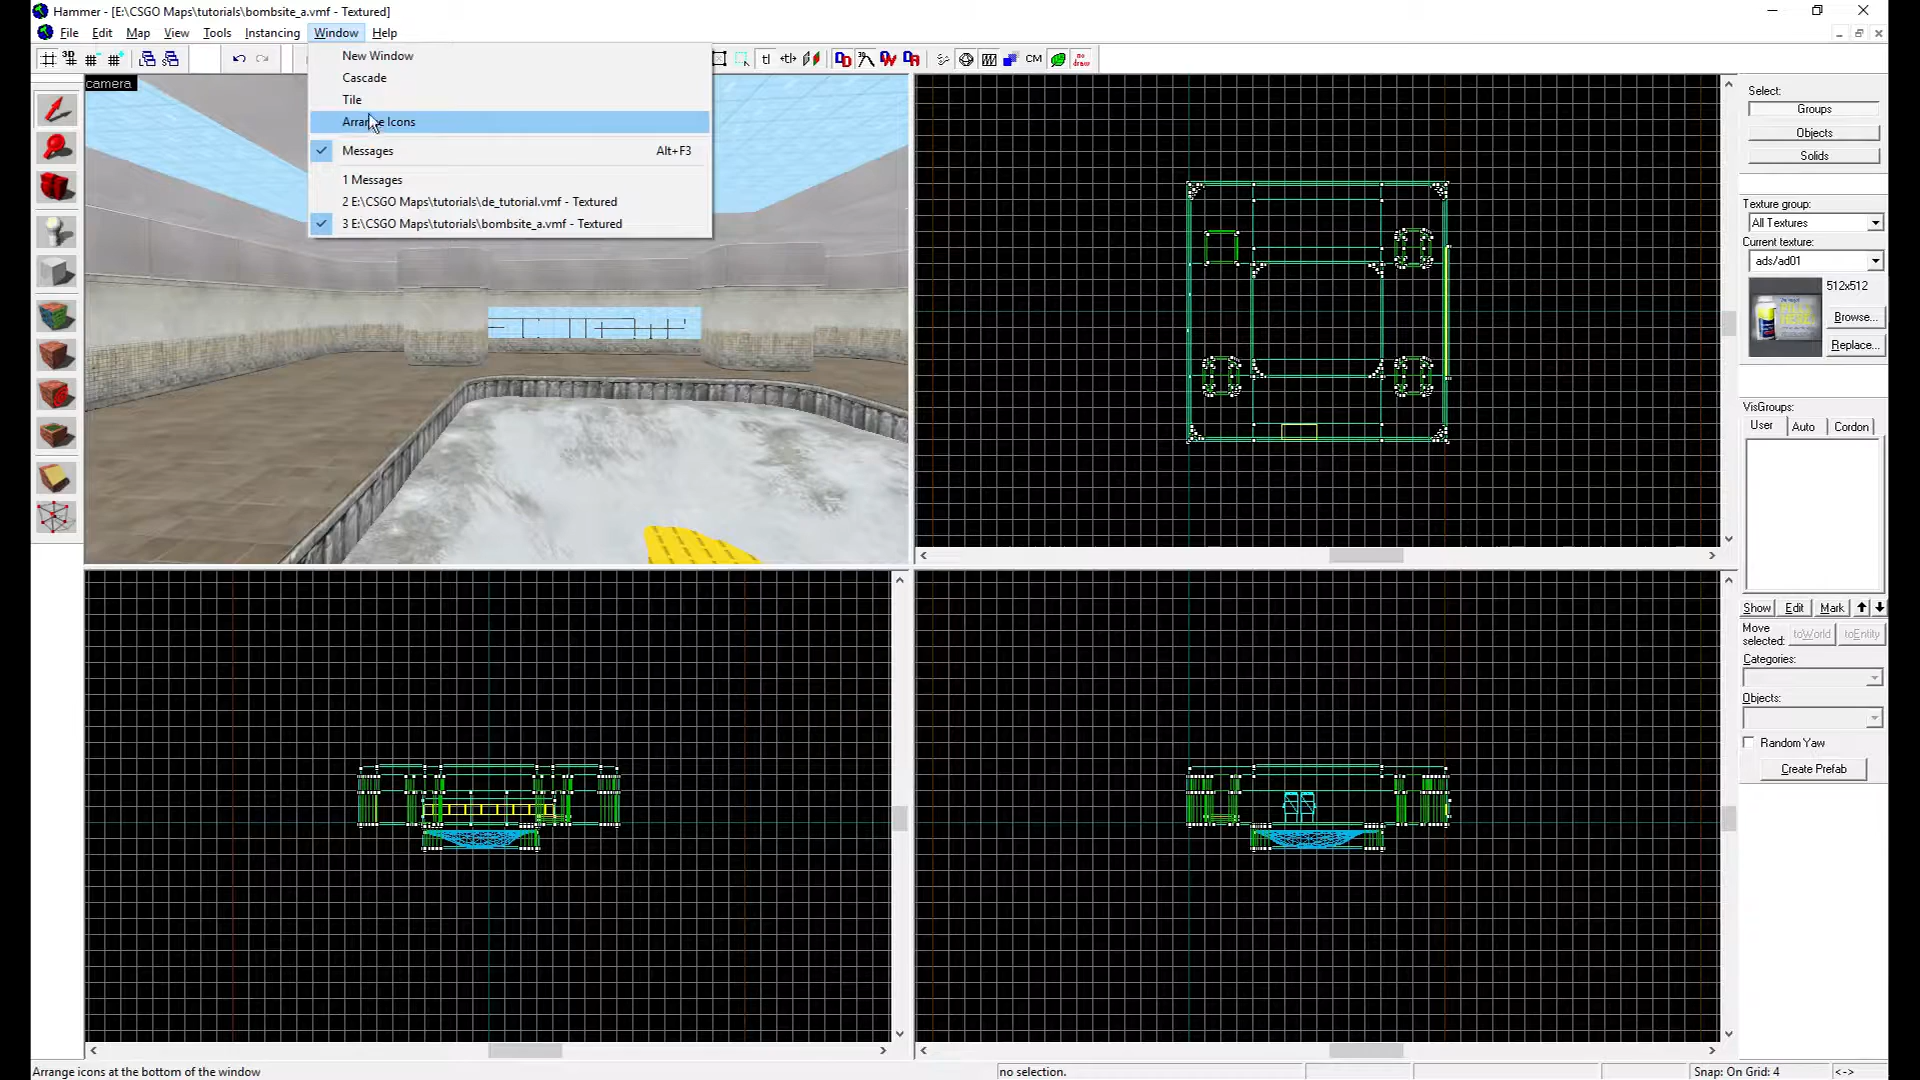 Hammer - [E:\CSGO Maps\tutorials\bombsite_a.vmf - Textured]
File Edit Map View Tools Instancing Window Help
New Window
Cascade
Tile
Arrange Icons
Messages Alt+F3
1 Messages
2 E:\CSGO Maps\tutorials\de_tutorial.vmf - Textured
3 E:\CSGO Maps\tutorials\bombsite_a.vmf - Textured
3D
tl
CM
camera
Select:
Groups
Objects
Solids
Texture group:
All Textures
Current texture:
ads/ad01
512x512
Browse...
Replace...
VisGroups:
User Auto Cordon
Show Edit Mark
Move selected: toWorld toEntity
Categories:
Objects:
Random Yaw
Create Prefab
Arrange icons at the bottom of the window
no selection.
Snap: On Grid: 4
<->